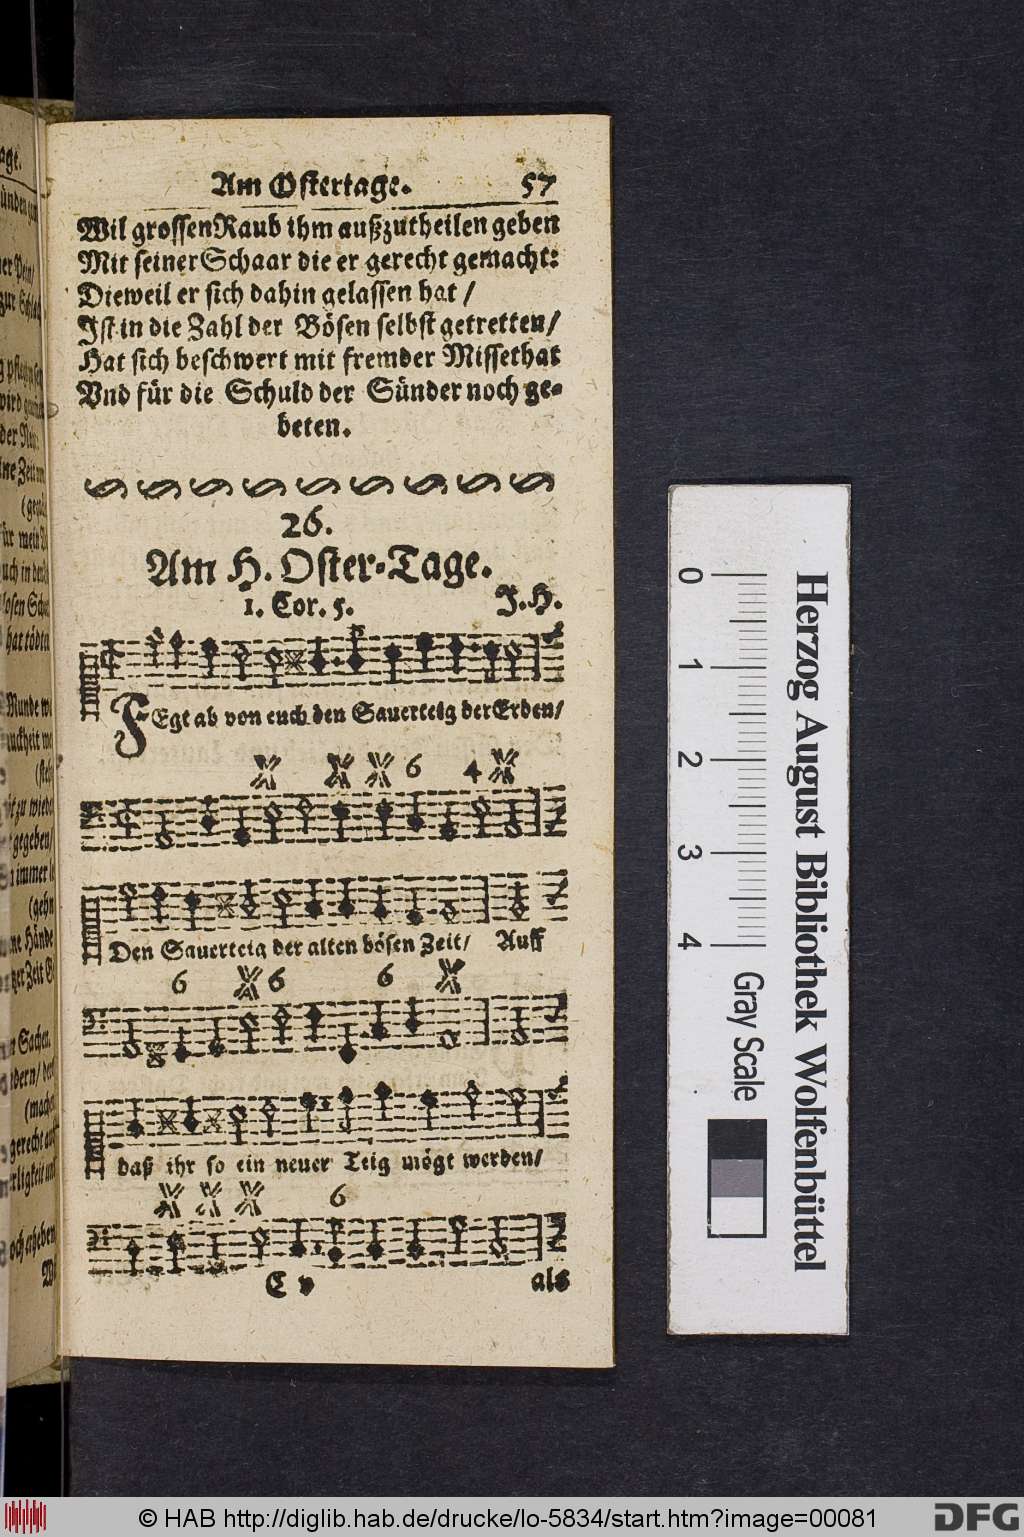 Am Ostertage. 57
Wil grossen Raub ihm außzutheilen geben
Mit seiner Schaar die er gerecht gemacht:
Dieweil er sich dahin gelassen hat /
Ist in die Zahl der Bösen selbst getretten/
Hat sich beschwert mit fremder Missethat
Vnd für die Schuld der Sünder noch ge-
beten.
26.
Am H. Oster-Tage.
1. Cor. 5. J.H.
FEgt ab von euch den Sauerteig der Erden/
6 4
Den Sauerteig der alten bösen Zeit/ Auff
6 6 6
daß ihr so ein neuer Teig mögt werden/
6
C v als
0 1 2 3 4
Gray Scale
Herzog August Bibliothek Wolfenbüttel
© HAB http://diglib.hab.de/drucke/lo-5834/start.htm?image=00081
DFG